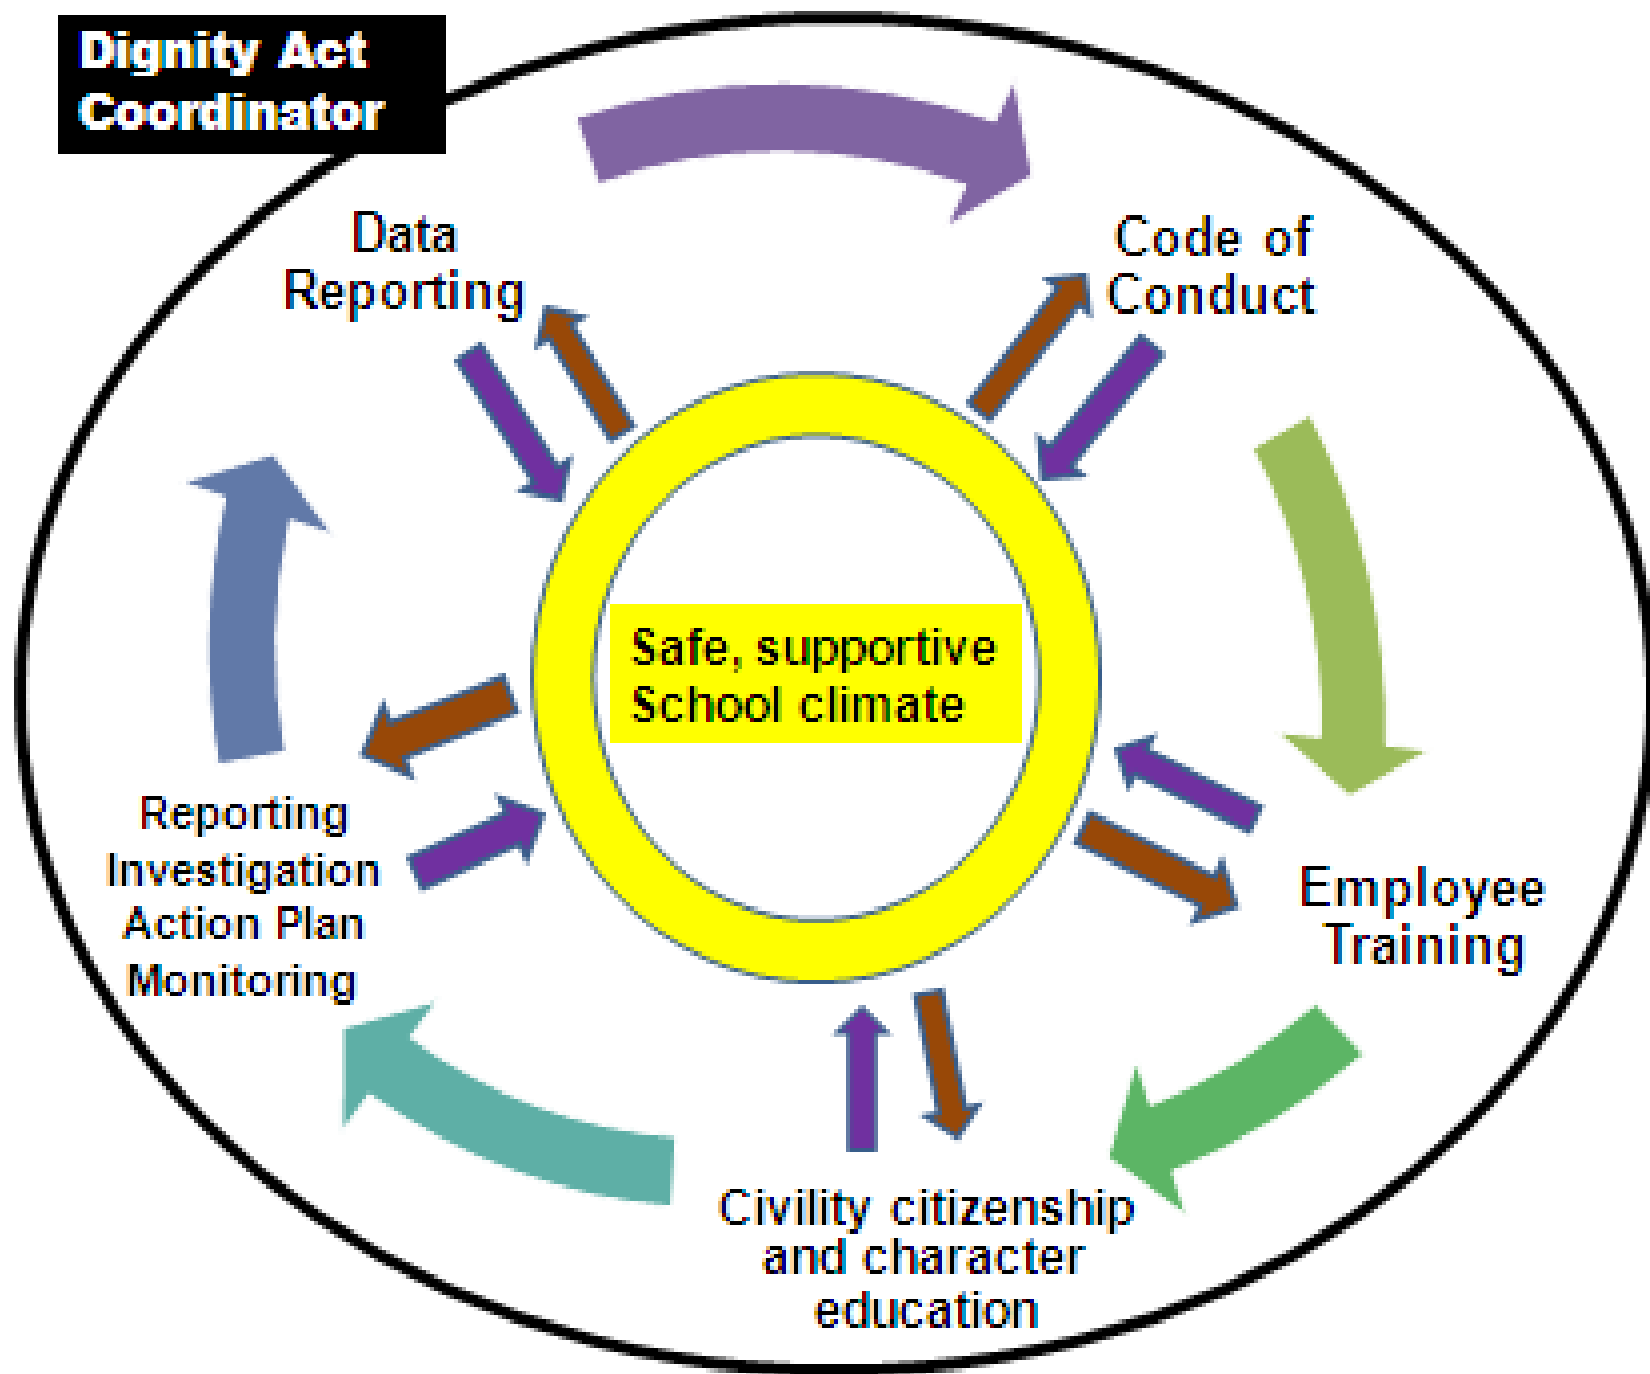 Dignity Act
Coordinator
Data
Reporting
Code of
Conduct
Safe, supportive
School climate
Reporting
Investigation
Action Plan
Monitoring
Employee
Training
Civility citizenship
and character
education